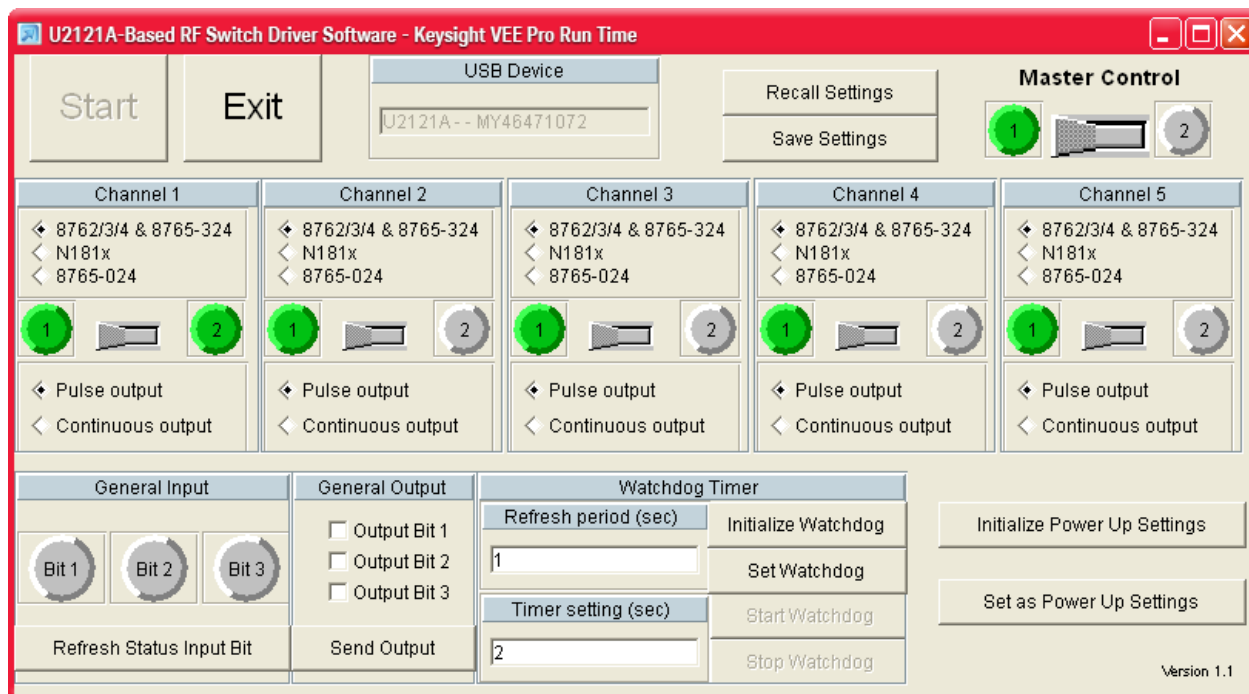 U2121A-Based RF Switch Driver Software - Keysight VEE Pro Run Time
Start
Exit
USB Device
U2121A-- MY46471072
Recall Settings
Save Settings
Master Control
1
2
Channel 1
8762/3/4 & 8765-324
N181x
8765-024
1
2
Pulse output
Continuous output
Channel 2
8762/3/4 & 8765-324
N181x
8765-024
1
2
Pulse output
Continuous output
Channel 3
8762/3/4 & 8765-324
N181x
8765-024
1
2
Pulse output
Continuous output
Channel 4
8762/3/4 & 8765-324
N181x
8765-024
1
2
Pulse output
Continuous output
Channel 5
8762/3/4 & 8765-324
N181x
8765-024
1
2
Pulse output
Continuous output
General Input
Bit 1
Bit 2
Bit 3
Refresh Status Input Bit
General Output
Output Bit 1
Output Bit 2
Output Bit 3
Send Output
Watchdog Timer
Refresh period (sec)
1
Timer setting (sec)
2
Initialize Watchdog
Set Watchdog
Start Watchdog
Stop Watchdog
Initialize Power Up Settings
Set as Power Up Settings
Version 1.1